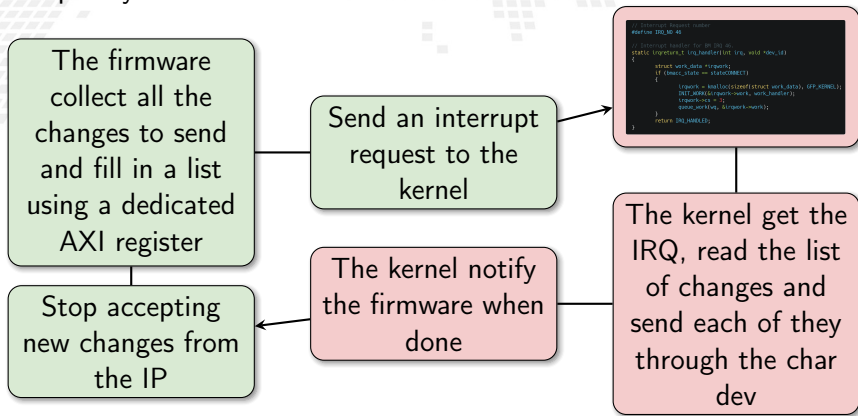 The firmware
collect all the
changes to send
and fill in a list
using a dedicated
AXI register
Send an interrupt
request to the
kernel
// Interrupt Request number
#define IRQ_NO 46
// Interrupt handler for
static irqreturn_t irq_handler(int irq, void *dev_id)
{
struct work_data *irqwork;
if (bmacc_state == stateCONNECT)
{
irqwork = kmalloc(sizeof(struct work_data), GFP_KERNEL);
INIT_WORK(&irqwork->work, work_handler);
irqwork->cs =
queue_work(wq, &irqwork->work);
}
return IRQ_HANDLED;
}
The kernel get the
IRQ, read the list
of changes and
send each of they
through the char
dev
The kernel notify
the firmware when
done
Stop accepting
new changes from
the IP